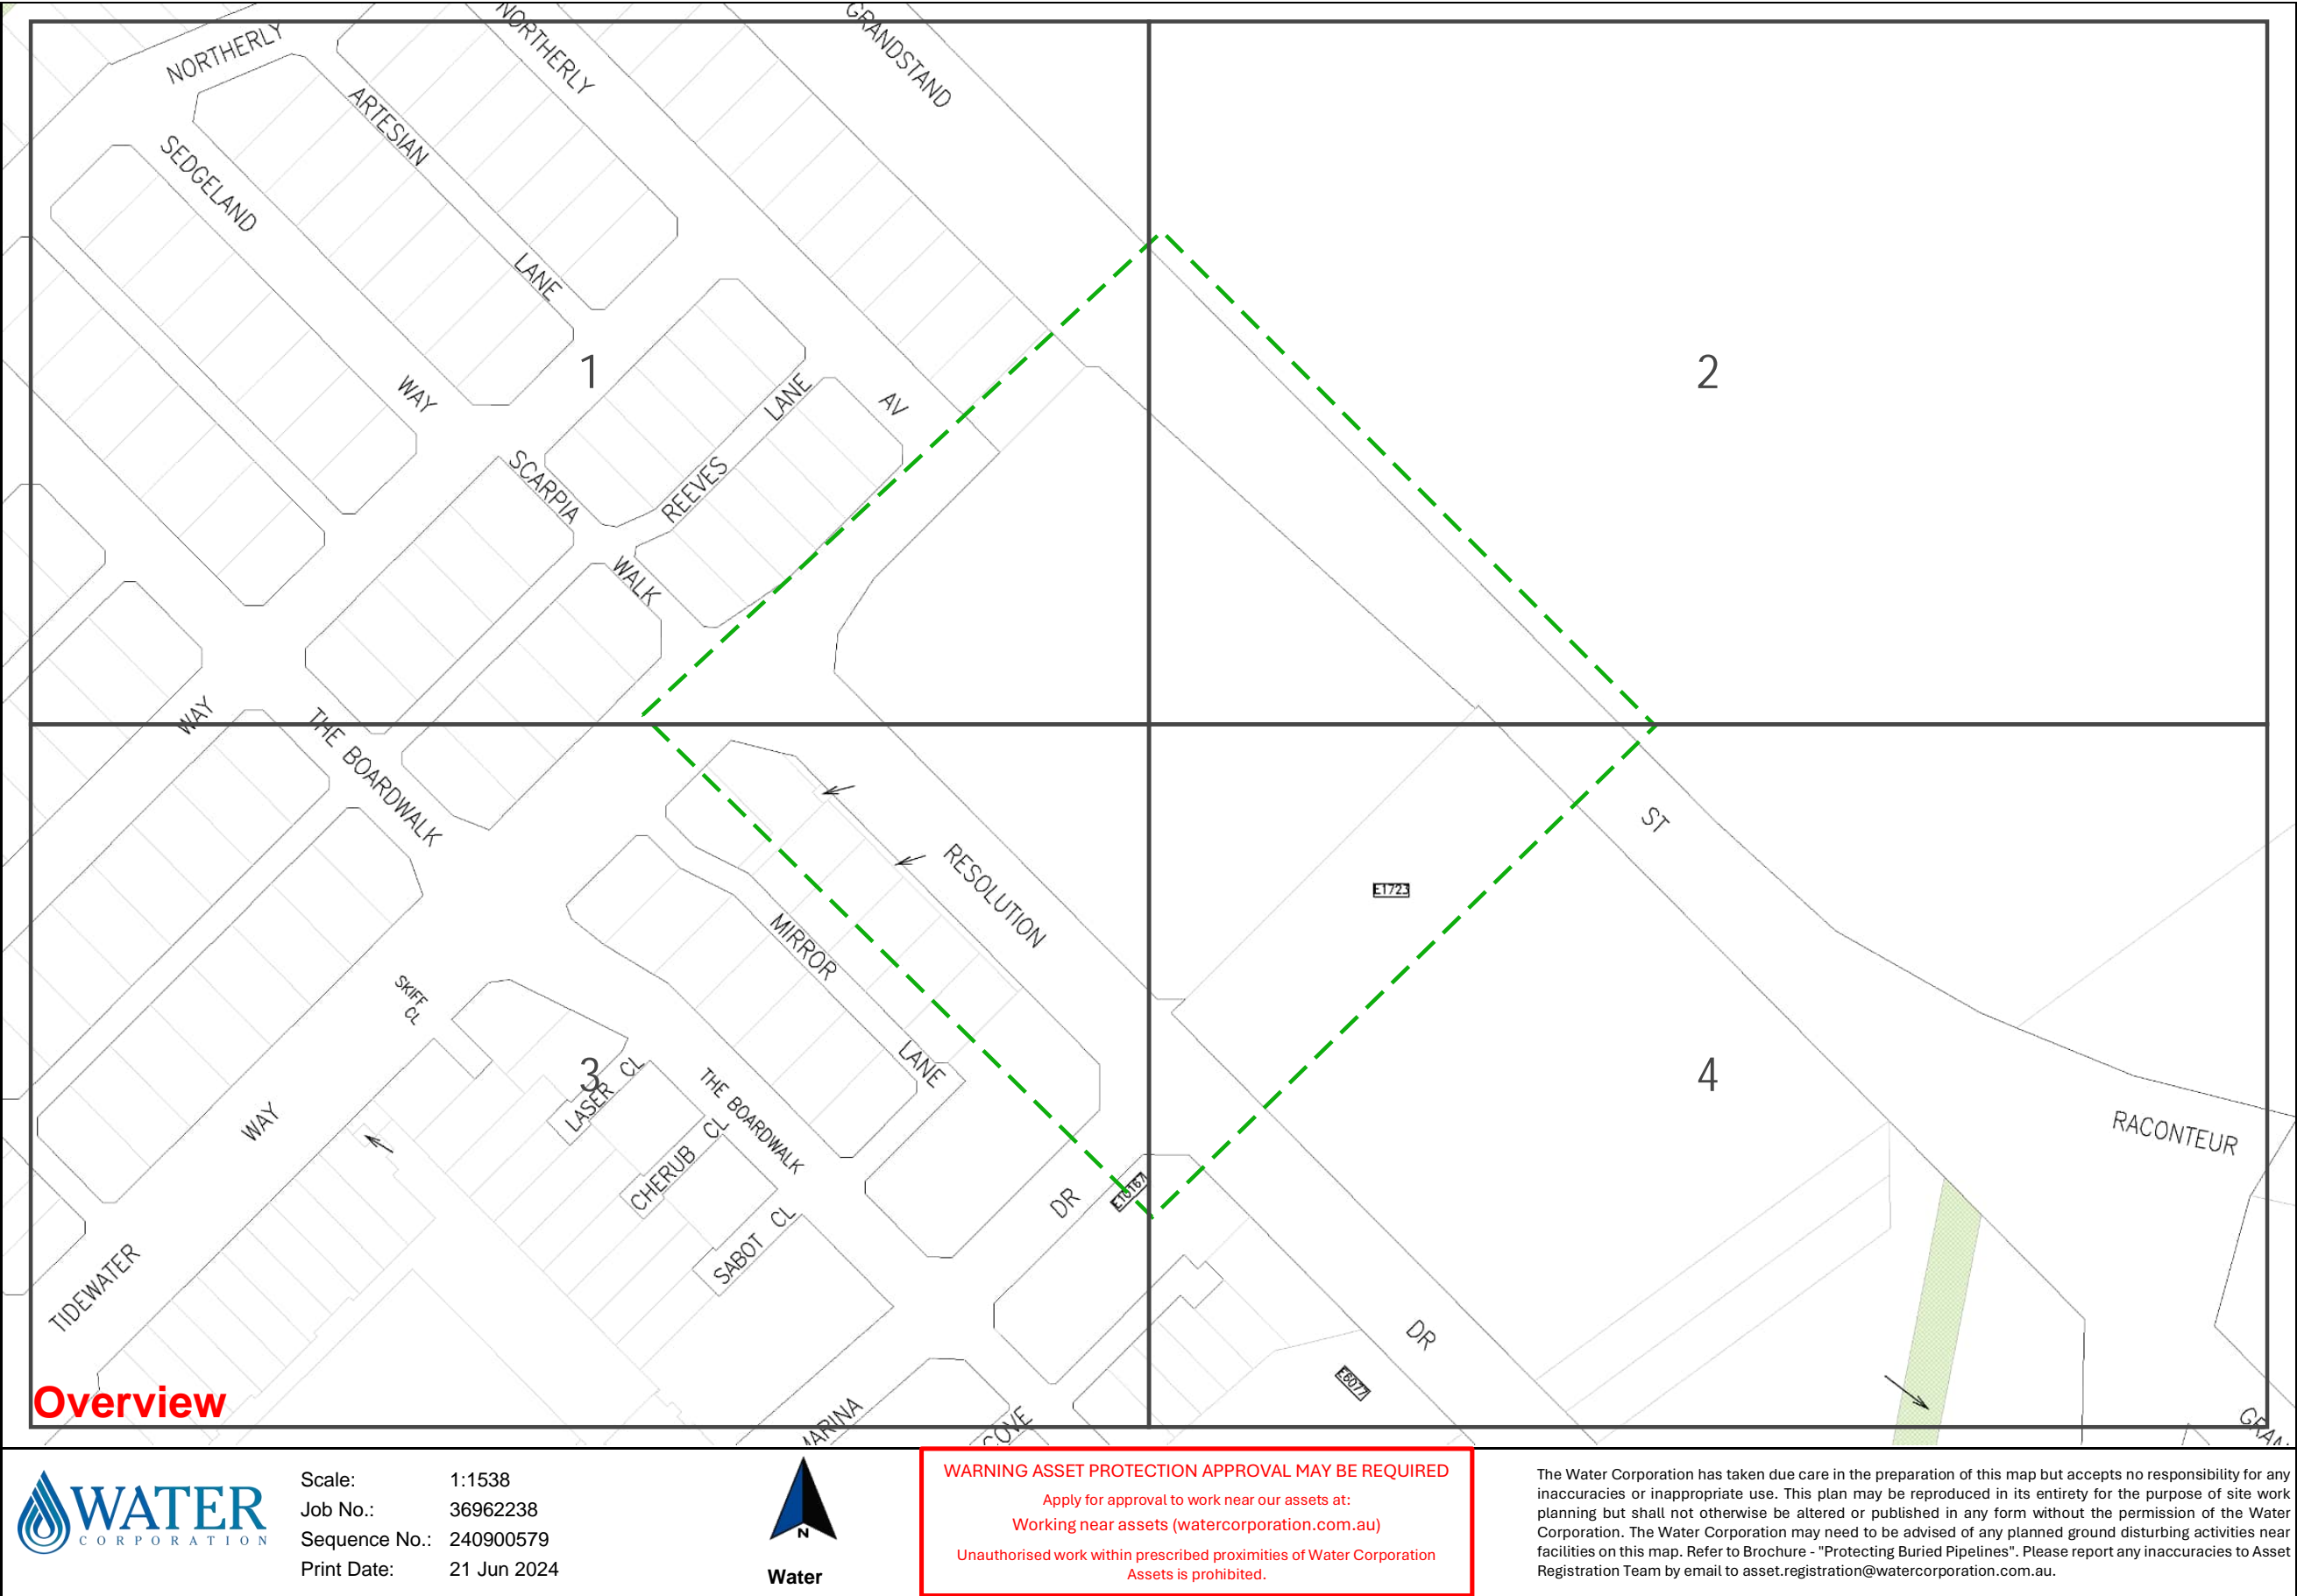 NORTHERLY
NORTHERLY
GRANDSTAND
ARTESIAN
SEDGELAND
LANE
1
2
WAY
LANE
AV
SCARPIA
REEVES
WALK
WAY
THE BOARDWALK
ST
RESOLUTION
E1723
MIRROR
SKIFF
CL
LANE
3
4
LASER CL
THE BOARDWALK
WAY
RACONTEUR
CHERUB CL
DR
E10167
SABOT CL
TIDEWATER
DR
E6077
Overview
MARINA
COVE
WATER
CORPORATION
Scale: 1:1538
Job No.: 36962238
Sequence No.: 240900579
Print Date: 21 Jun 2024
N
Water
WARNING ASSET PROTECTION APPROVAL MAY BE REQUIRED
Apply for approval to work near our assets at:
Working near assets (watercorporation.com.au)
Unauthorised work within prescribed proximities of Water Corporation
Assets is prohibited.
The Water Corporation has taken due care in the preparation of this map but accepts no responsibility for any
inaccuracies or inappropriate use. This plan may be reproduced in its entirety for the purpose of site work
planning but shall not otherwise be altered or published in any form without the permission of the Water
Corporation. The Water Corporation may need to be advised of any planned ground disturbing activities near
facilities on this map. Refer to Brochure - "Protecting Buried Pipelines". Please report any inaccuracies to Asset
Registration Team by email to asset.registration@watercorporation.com.au.